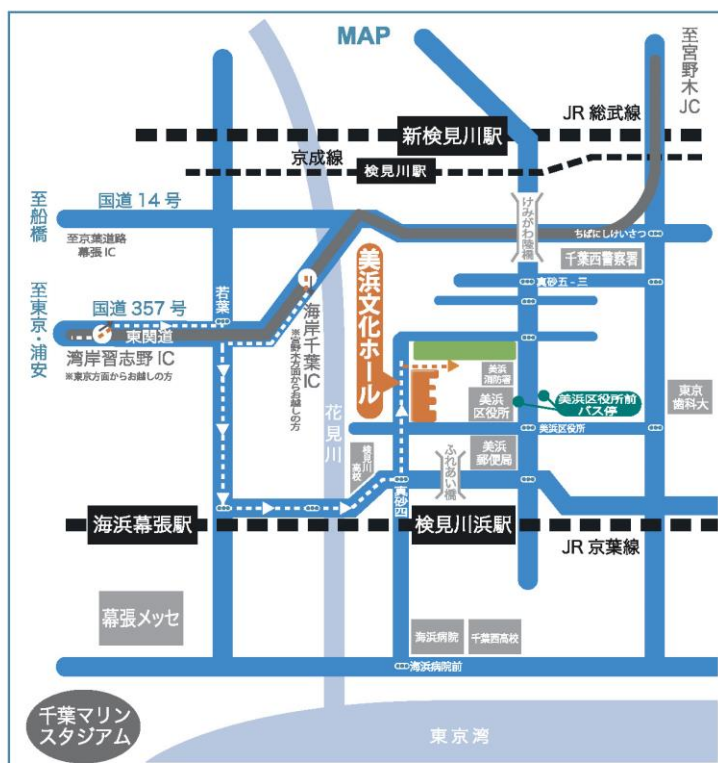 MAP
至宮野木JC
JR 総武線
新検見川駅
京成線
検見川駅
至船橋
国道 14 号
至京葉道路
幕張IC
けみがわ陸橋
ちばにしけいさつ
千葉西警察署
真砂五 - 三
至東京・浦安
国道 357 号
若葉
東関道
湾岸習志野 IC
※東京方面からお越しの方
海岸千葉IC
※宮野木方面からお越しの方
美浜文化ホール
花見川
美浜
消防署
美浜
区役所
美浜区役所前
バス停
東京
歯科大
美浜区役所
検見川
高校
真砂四
ふれあい橋
美浜
郵便局
海浜幕張駅
検見川浜駅
JR 京葉線
幕張メッセ
海浜病院
千葉西高校
海浜病院前
千葉マリン
スタジアム
東京湾